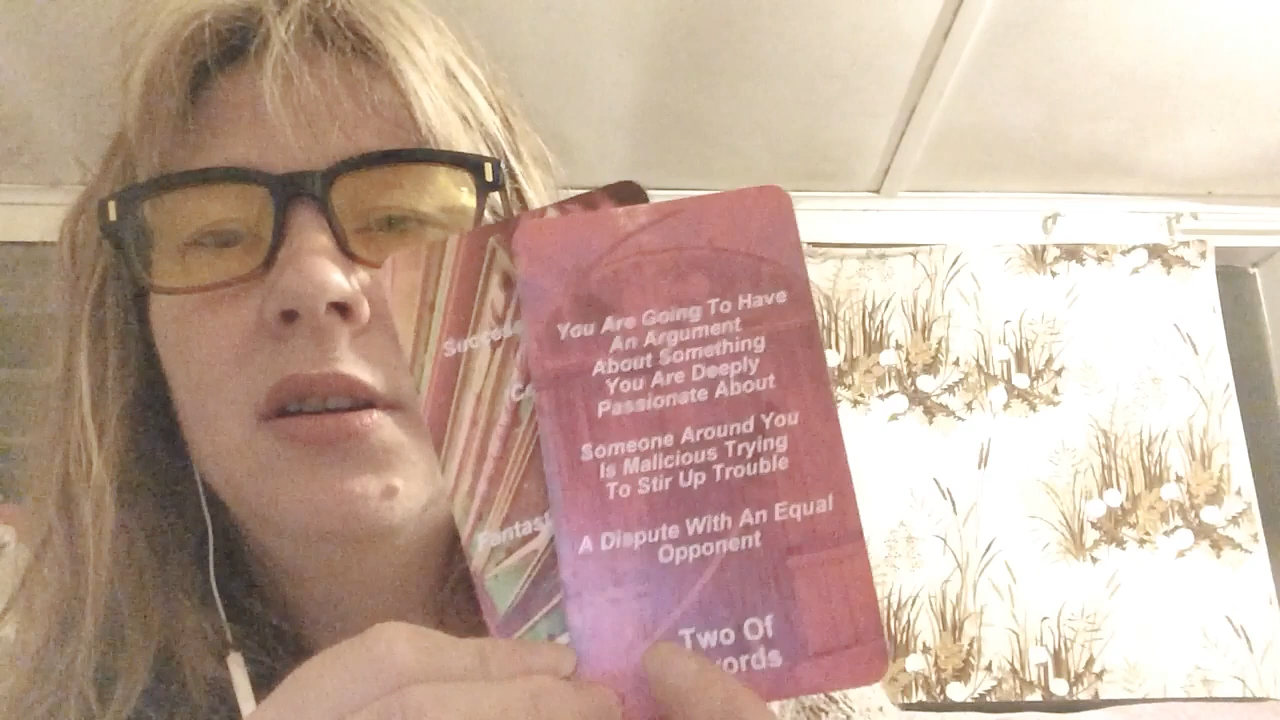 You Are Going To Have
An Argument
About Something
You Are Deeply
Passionate About
Someone Around You
Is Malicious Trying
To Stir Up Trouble
A Dispute With An Equal
Opponent
Two Of